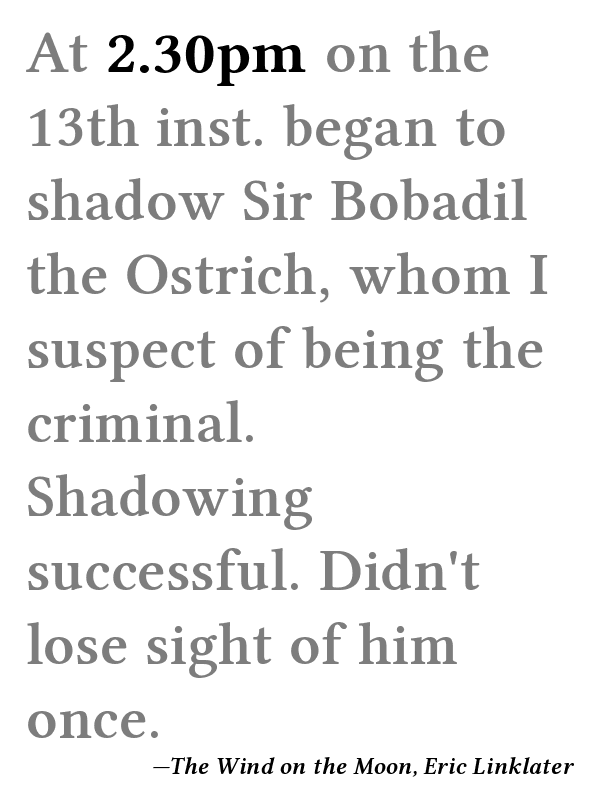 At 2.30pm on the
13th inst. began to
shadow Sir Bobadil
the Ostrich, whom I
suspect of being the
criminal.
Shadowing
successful. Didn't
lose sight of him
once.
—The Wind on the Moon, Eric Linklater